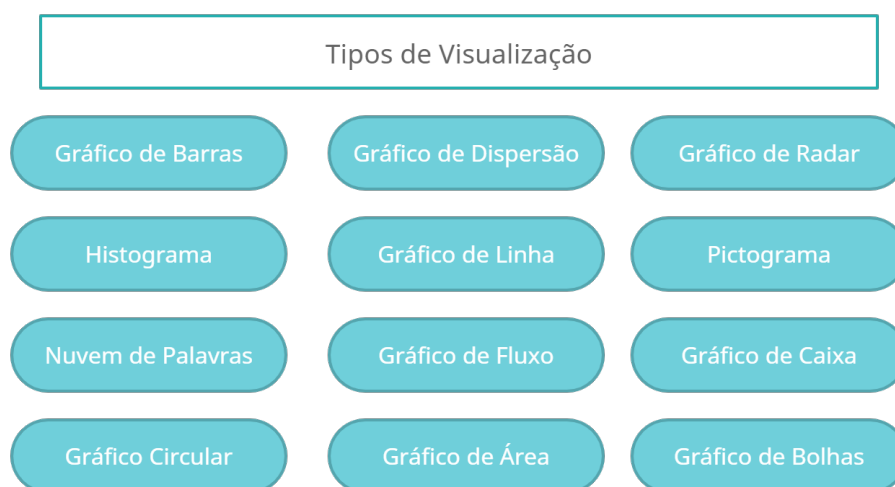 Tipos de Visualização
Gráfico de Barras
Gráfico de Dispersão
Gráfico de Radar
Histograma
Gráfico de Linha
Pictograma
Nuvem de Palavras
Gráfico de Fluxo
Gráfico de Caixa
Gráfico Circular
Gráfico de Área
Gráfico de Bolhas